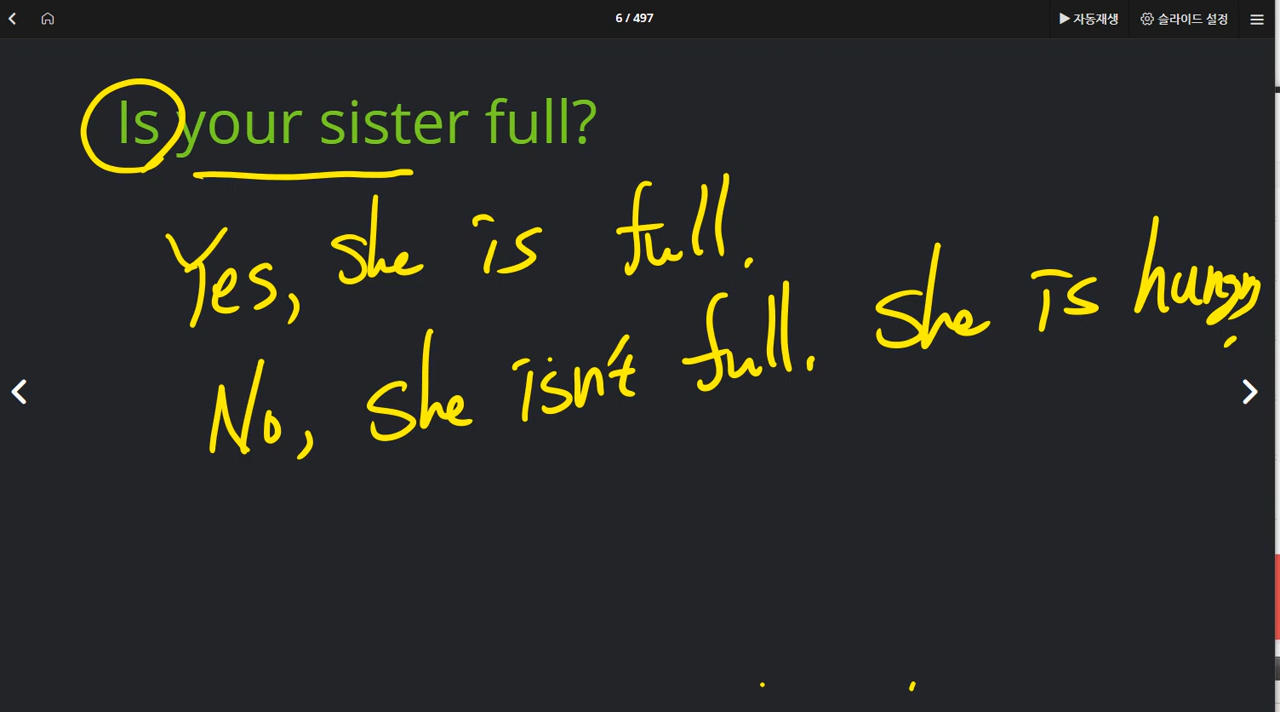 6 / 497
▶ 자동재생
슬라이드 설정
Is your sister full?
Yes, she is full.
No, she isn't full. She is hungry.